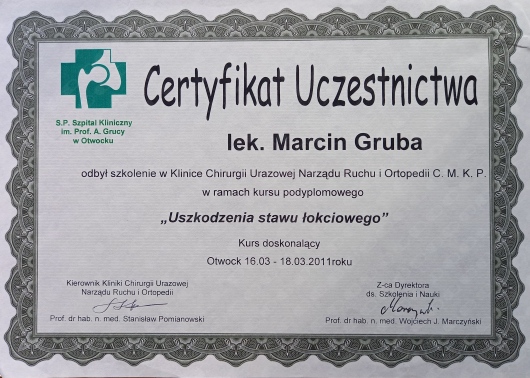 Certyfikat Uczestnictwa
S.P. Szpital Kliniczny
im. Prof. A. Grucy
w Otwocku
lek. Marcin Gruba
odbył szkolenie w Klinice Chirurgii Urazowej Narządu Ruchu i Ortopedii C. M. K. P.
w ramach kursu podyplomowego
„Uszkodzenia stawu łokciowego”
Kurs doskonalący
Otwock 16.03 - 18.03.2011roku
Kierownik Kliniki Chirurgii Urazowej
Narządu Ruchu i Ortopedii
Prof. dr hab. n. med. Stanisław Pomianowski
Z-ca Dyrektora
ds. Szkolenia i Nauki
Prof. dr hab. n. med. Wojciech J. Marczyński